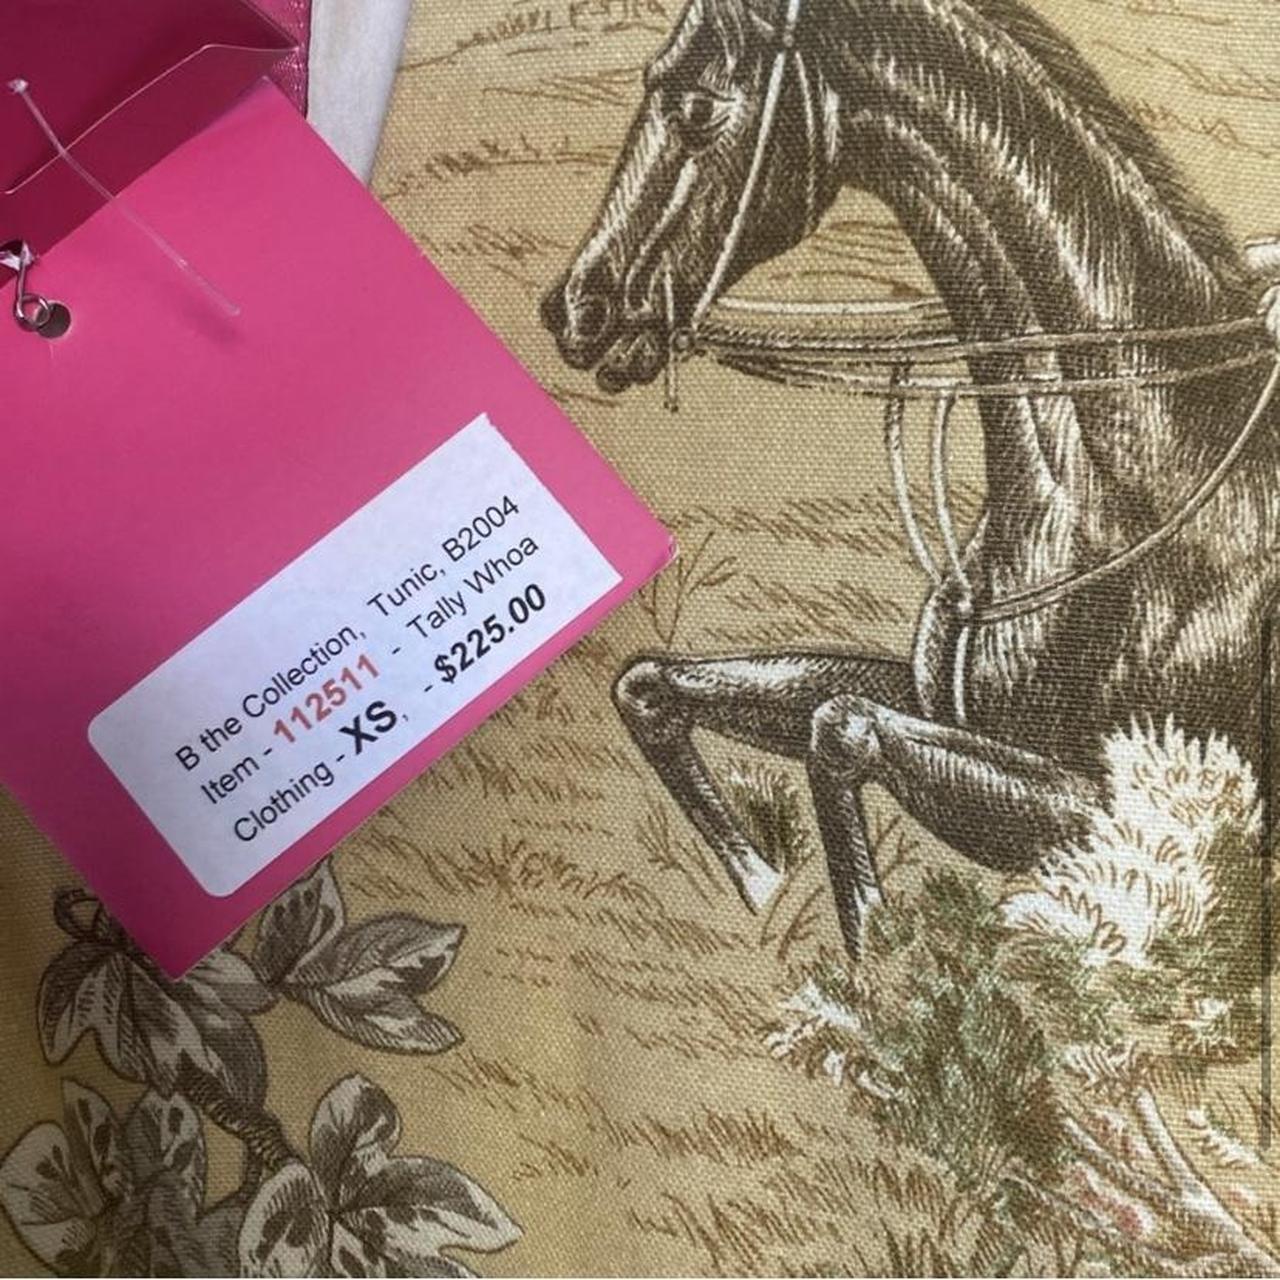 B the Collection, Tunic, B2004
Item - 112511 - Tally Whoa
Clothing - XS, - $225.00